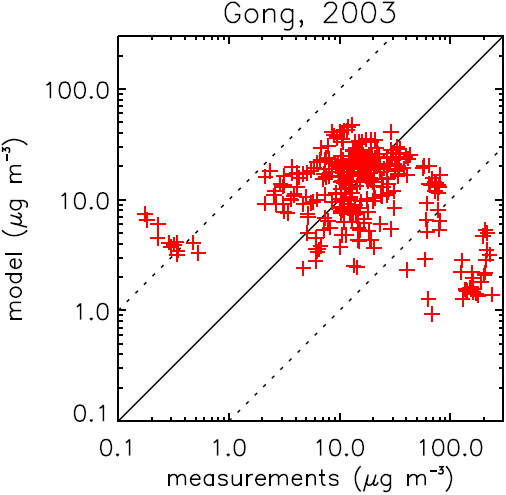 Gong, 2003
model (μg m⁻³)
100.0
10.0
1.0
0.1
0.1 1.0 10.0 100.0
measurements (μg m⁻³)